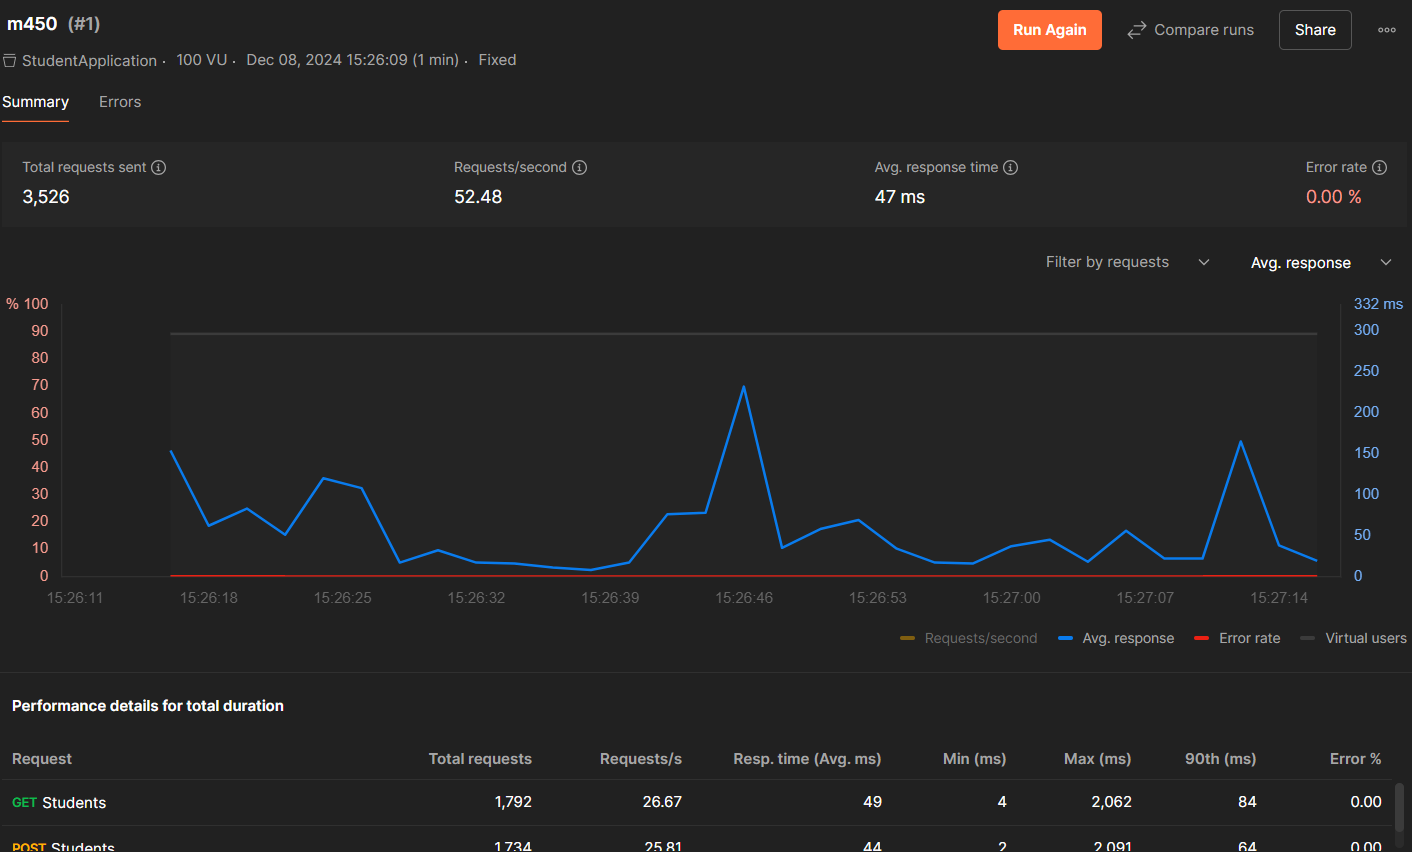 m450 (#1)
Run Again
Compare runs
Share
StudentApplication · 100 VU · Dec 08, 2024 15:26:09 (1 min) · Fixed
Summary
Errors
Total requests sent
Requests/second
Avg. response time
Error rate
3,526
52.48
47 ms
0.00 %
Filter by requests
Avg. response
% 100
90
80
70
60
50
40
30
20
10
0
332 ms
300
250
200
150
100
50
0
15:26:11 15:26:18 15:26:25 15:26:32 15:26:39 15:26:46 15:26:53 15:27:00 15:27:07 15:27:14
Requests/second Avg. response Error rate Virtual users
Performance details for total duration
Request Total requests Requests/s Resp. time (Avg. ms) Min (ms) Max (ms) 90th (ms) Error %
GET Students 1,792 26.67 49 4 2,062 84 0.00
POST Students 1,734 25.81 44 2 2,091 64 0.00